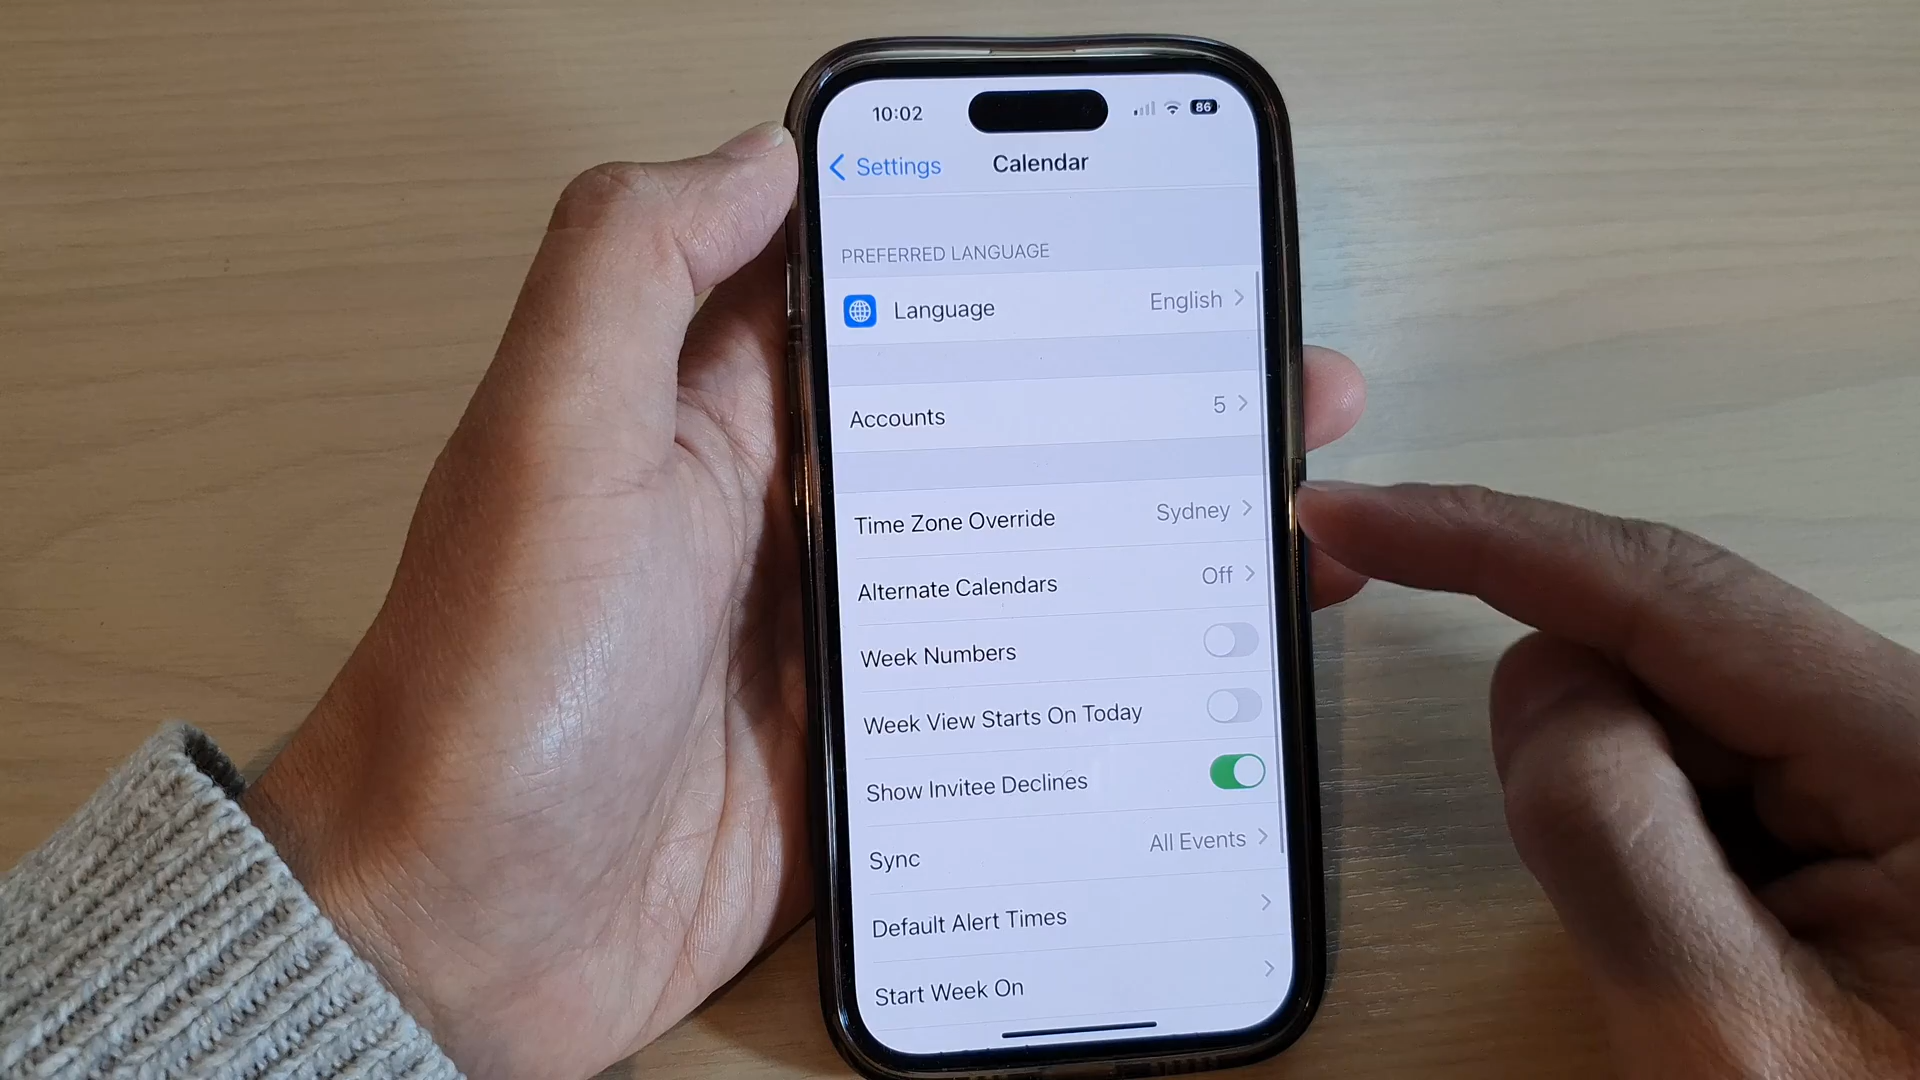 10:02 86
Settings Calendar
PREFERRED LANGUAGE
Language English
Accounts 5
Time Zone Override Sydney
Alternate Calendars Off
Week Numbers
Week View Starts On Today
Show Invitee Declines
Sync All Events
Default Alert Times
Start Week On